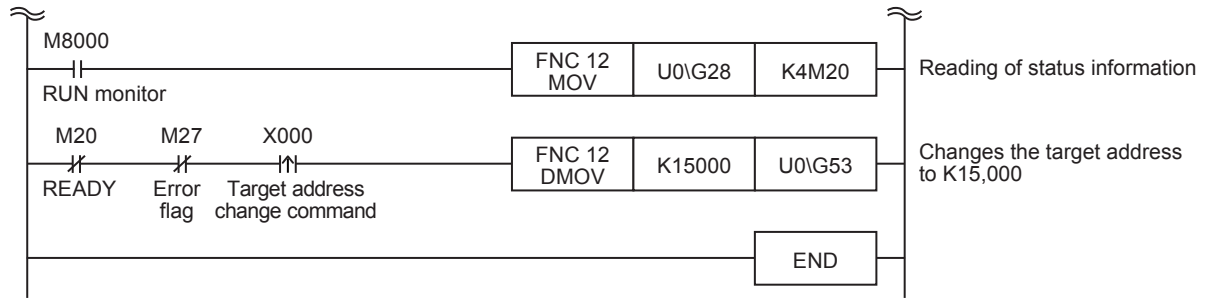 M8000
RUN monitor
FNC 12
MOV
U0\G28
K4M20
Reading of status information
M20
M27
X000
READY
Error
flag
Target address
change command
FNC 12
DMOV
K15000
U0\G53
Changes the target address
to K15,000
END